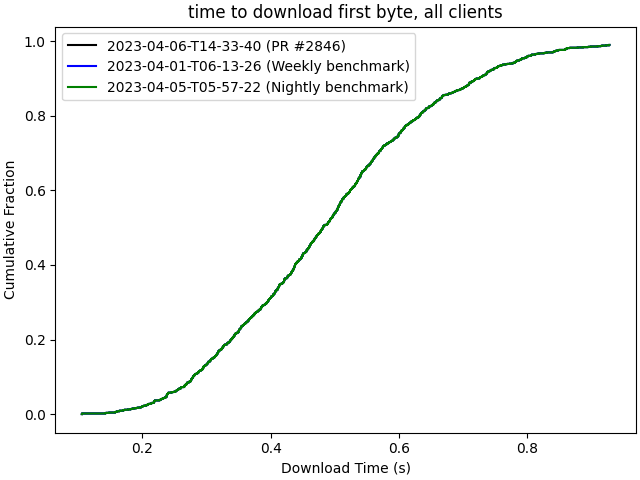 time to download first byte, all clients
2023-04-06-T14-33-40 (PR #2846)
2023-04-01-T06-13-26 (Weekly benchmark)
2023-04-05-T05-57-22 (Nightly benchmark)
Cumulative Fraction
1.0
0.8
0.6
0.4
0.2
0.0
0.2 0.4 0.6 0.8
Download Time (s)